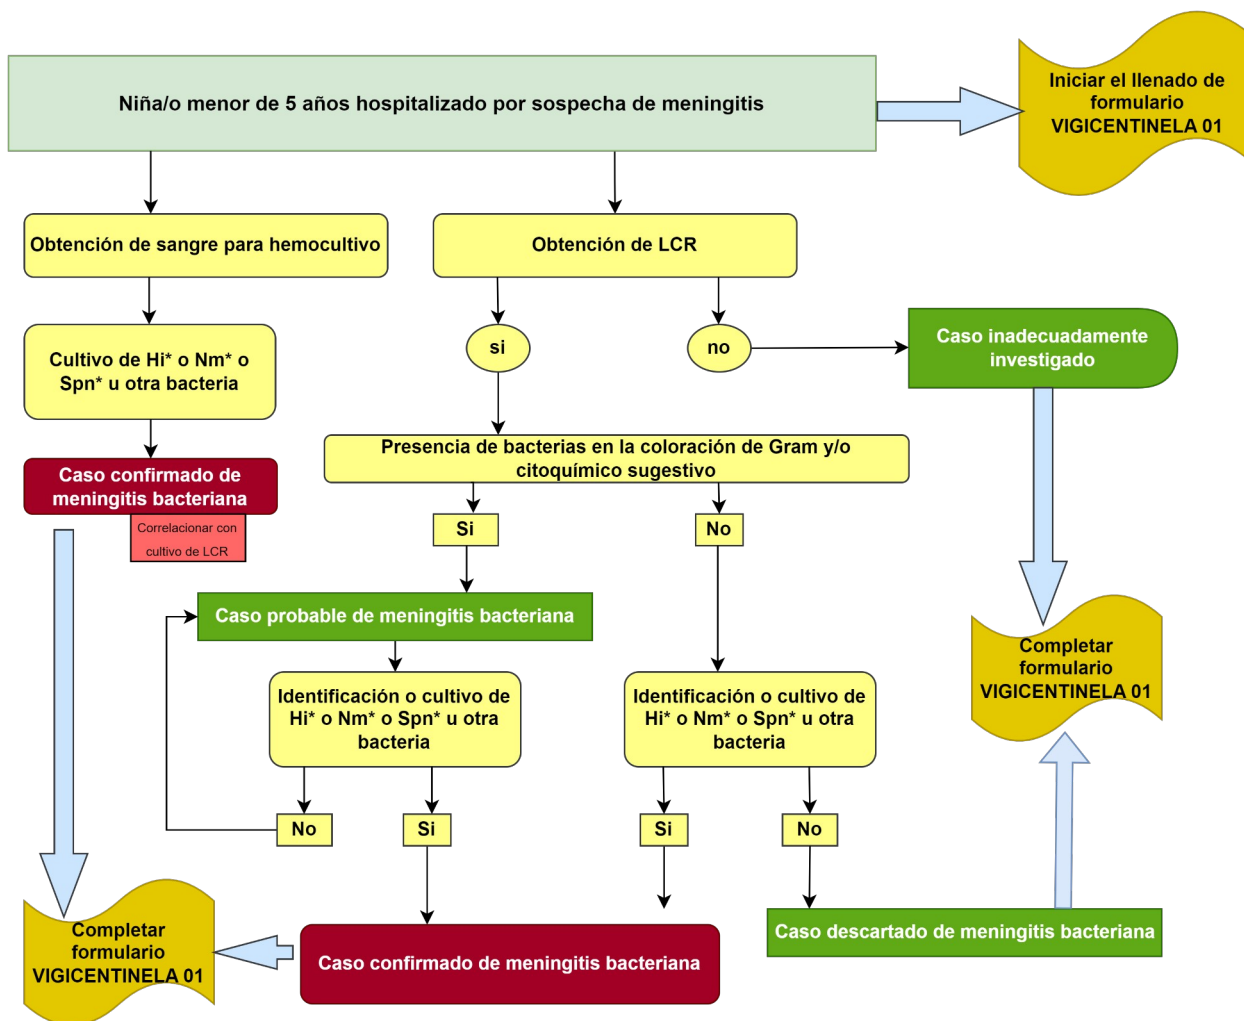 Niña/o menor de 5 años hospitalizado por sospecha de meningitis
Iniciar el llenado de
formulario
VIGICENTINELA 01
Obtención de sangre para hemocultivo
Obtención de LCR
si
no
Caso inadecuadamente
investigado
Cultivo de Hi* o Nm* o
Spn* u otra bacteria
Presencia de bacterias en la coloración de Gram y/o
citoquímico sugestivo
Caso confirmado de
meningitis bacteriana
Correlacionar con
cultivo de LCR
Si
No
Caso probable de meningitis bacteriana
Identificación o cultivo de
Hi* o Nm* o Spn* u otra
bacteria
Identificación o cultivo de
Hi* o Nm* o Spn* u otra
bacteria
Completar
formulario
VIGICENTINELA 01
No
Si
Si
No
Caso descartado de meningitis bacteriana
Caso confirmado de meningitis bacteriana
Completar
formulario
VIGICENTINELA 01